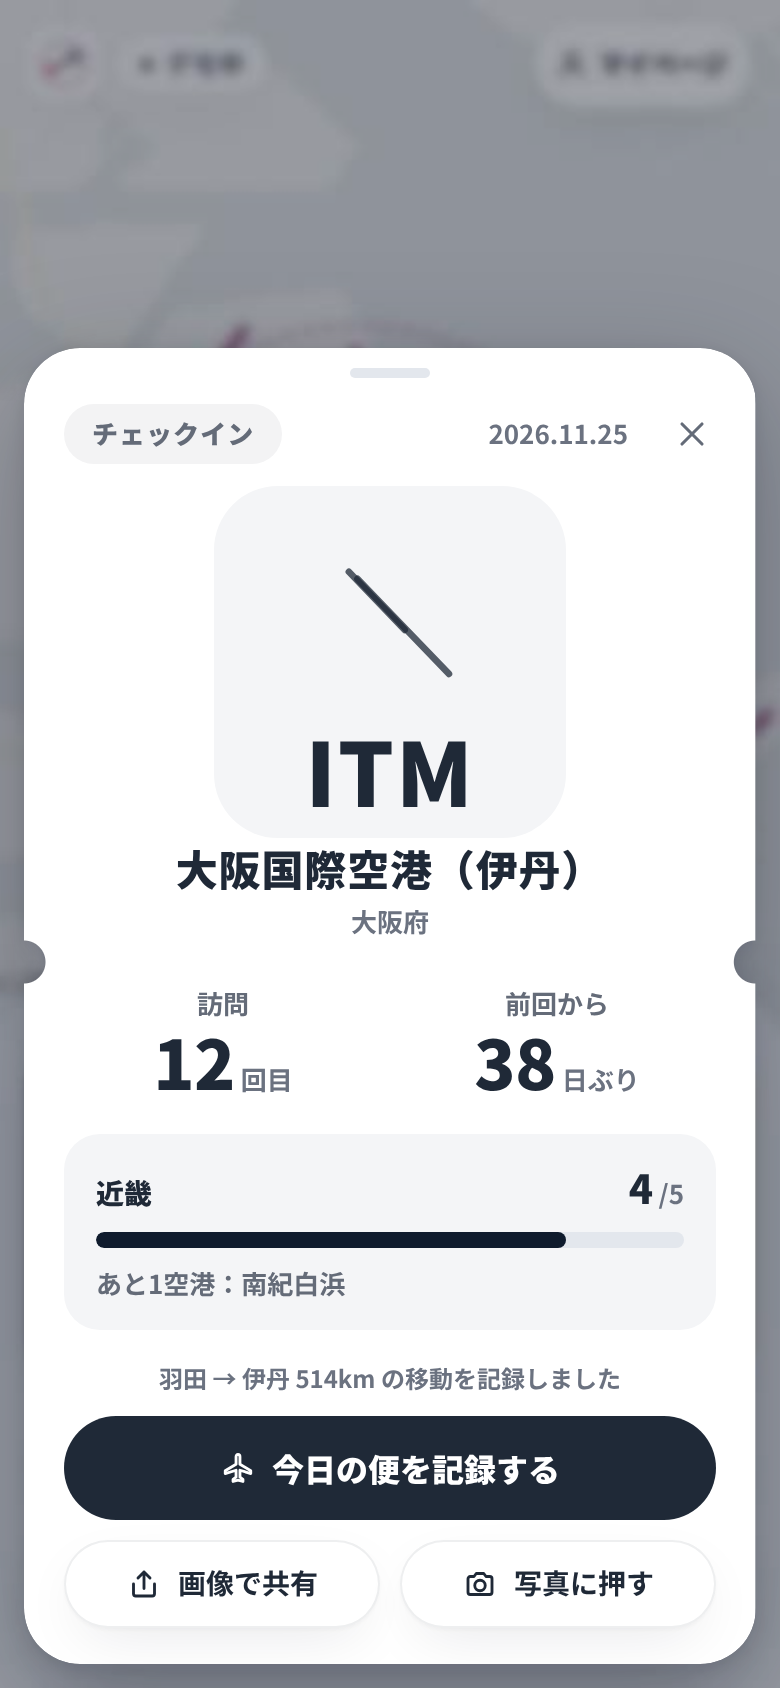 チェックイン
2026.11.25
ITM
大阪国際空港（伊丹）
大阪府
訪問
前回から
12回目
38日ぶり
近畿
4/5
あと1空港：南紀白浜
羽田 → 伊丹 514km の移動を記録しました
今日の便を記録する
画像で共有
写真に押す